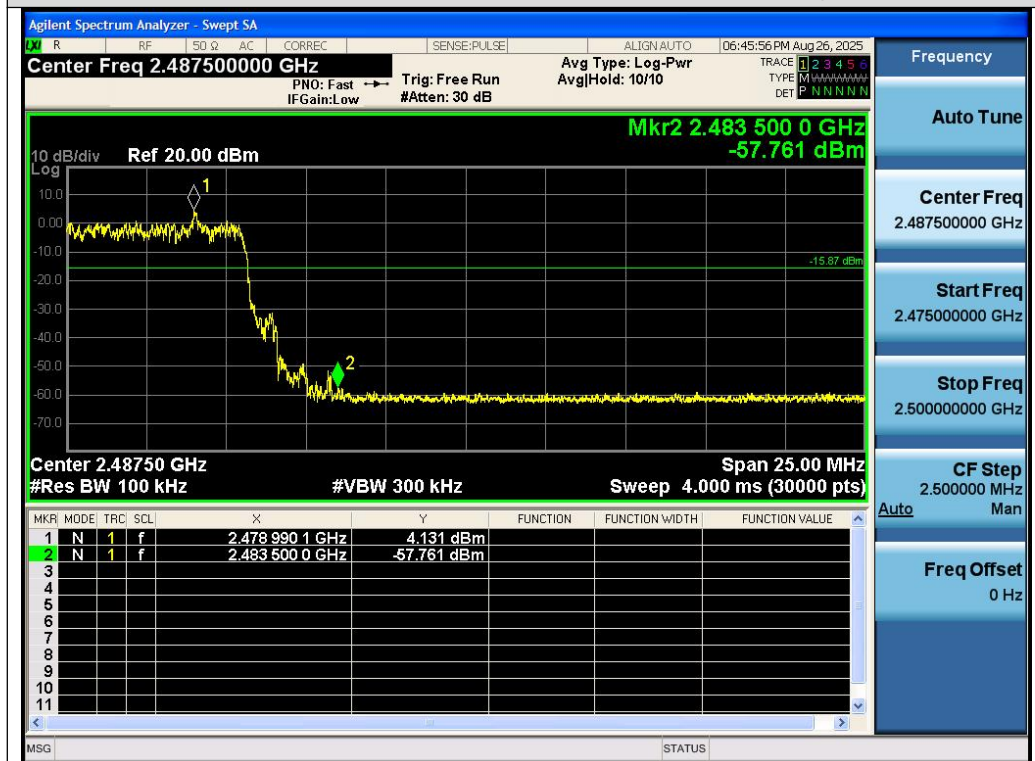 Agilent Spectrum Analyzer - Swept SA
LXI R RF 50 Ω AC CORREC SENSE:PULSE ALIGN AUTO 06:45:56 PM Aug 26, 2025
Center Freq 2.487500000 GHz
PNO: Fast
IFGain:Low
Trig: Free Run
#Atten: 30 dB
Avg Type: Log-Pwr
Avg|Hold: 10/10
TRACE 1 2 3 4 5 6
TYPE M
DET P N N N N N
Mkr2 2.483 500 0 GHz
-57.761 dBm
10 dB/div Ref 20.00 dBm
Log
10.0
0.00
-10.0
-20.0
-30.0
-40.0
-50.0
-60.0
-70.0
1
2
-15.87 dBm
Center 2.48750 GHz Span 25.00 MHz
#Res BW 100 kHz #VBW 300 kHz Sweep 4.000 ms (30000 pts)
MKR MODE TRC SCL X Y FUNCTION FUNCTION WIDTH FUNCTION VALUE
1 N 1 f 2.478 990 1 GHz 4.131 dBm
2 N 1 f 2.483 500 0 GHz -57.761 dBm
3
4
5
6
7
8
9
10
11
MSG STATUS
Frequency
Auto Tune
Center Freq
2.487500000 GHz
Start Freq
2.475000000 GHz
Stop Freq
2.500000000 GHz
CF Step
2.500000 MHz
Auto Man
Freq Offset
0 Hz